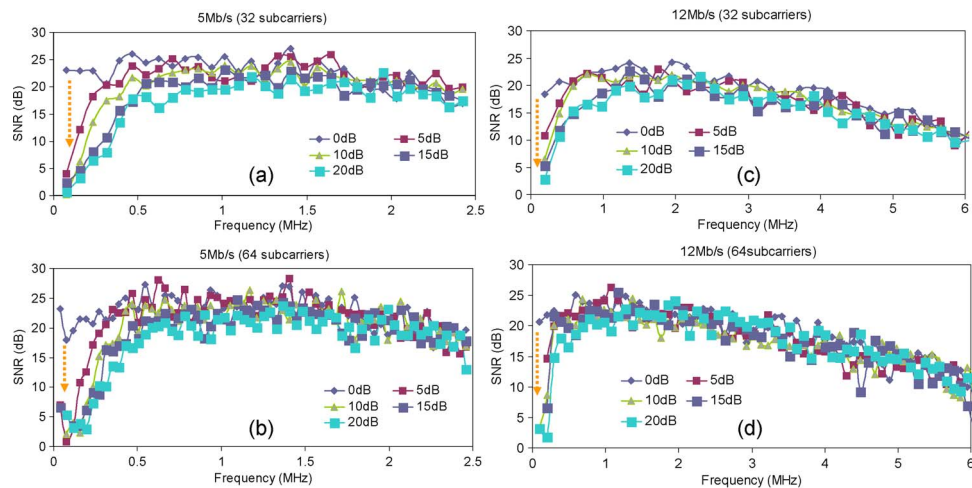 5Mb/s (32 subcarriers)
30
25
20
15
10
5
0
SNR (dB)
0dB
5dB
10dB
15dB
20dB
(a)
0
0.5
1
1.5
2
2.5
Frequency (MHz)
12Mb/s (32 subcarriers)
30
25
20
15
10
5
0
SNR (dB)
0dB
5dB
10dB
15dB
20dB
(c)
0
1
2
3
4
5
6
Frequency (MHz)
5Mb/s (64 subcarriers)
30
25
20
15
10
5
0
SNR (dB)
0dB
5dB
10dB
15dB
20dB
(b)
0
0.5
1
1.5
2
2.5
Frequency (MHz)
12Mb/s (64subcarriers)
30
25
20
15
10
5
0
SNR (dB)
0dB
5dB
10dB
15dB
20dB
(d)
0
1
2
3
4
5
6
Frequency (MHz)